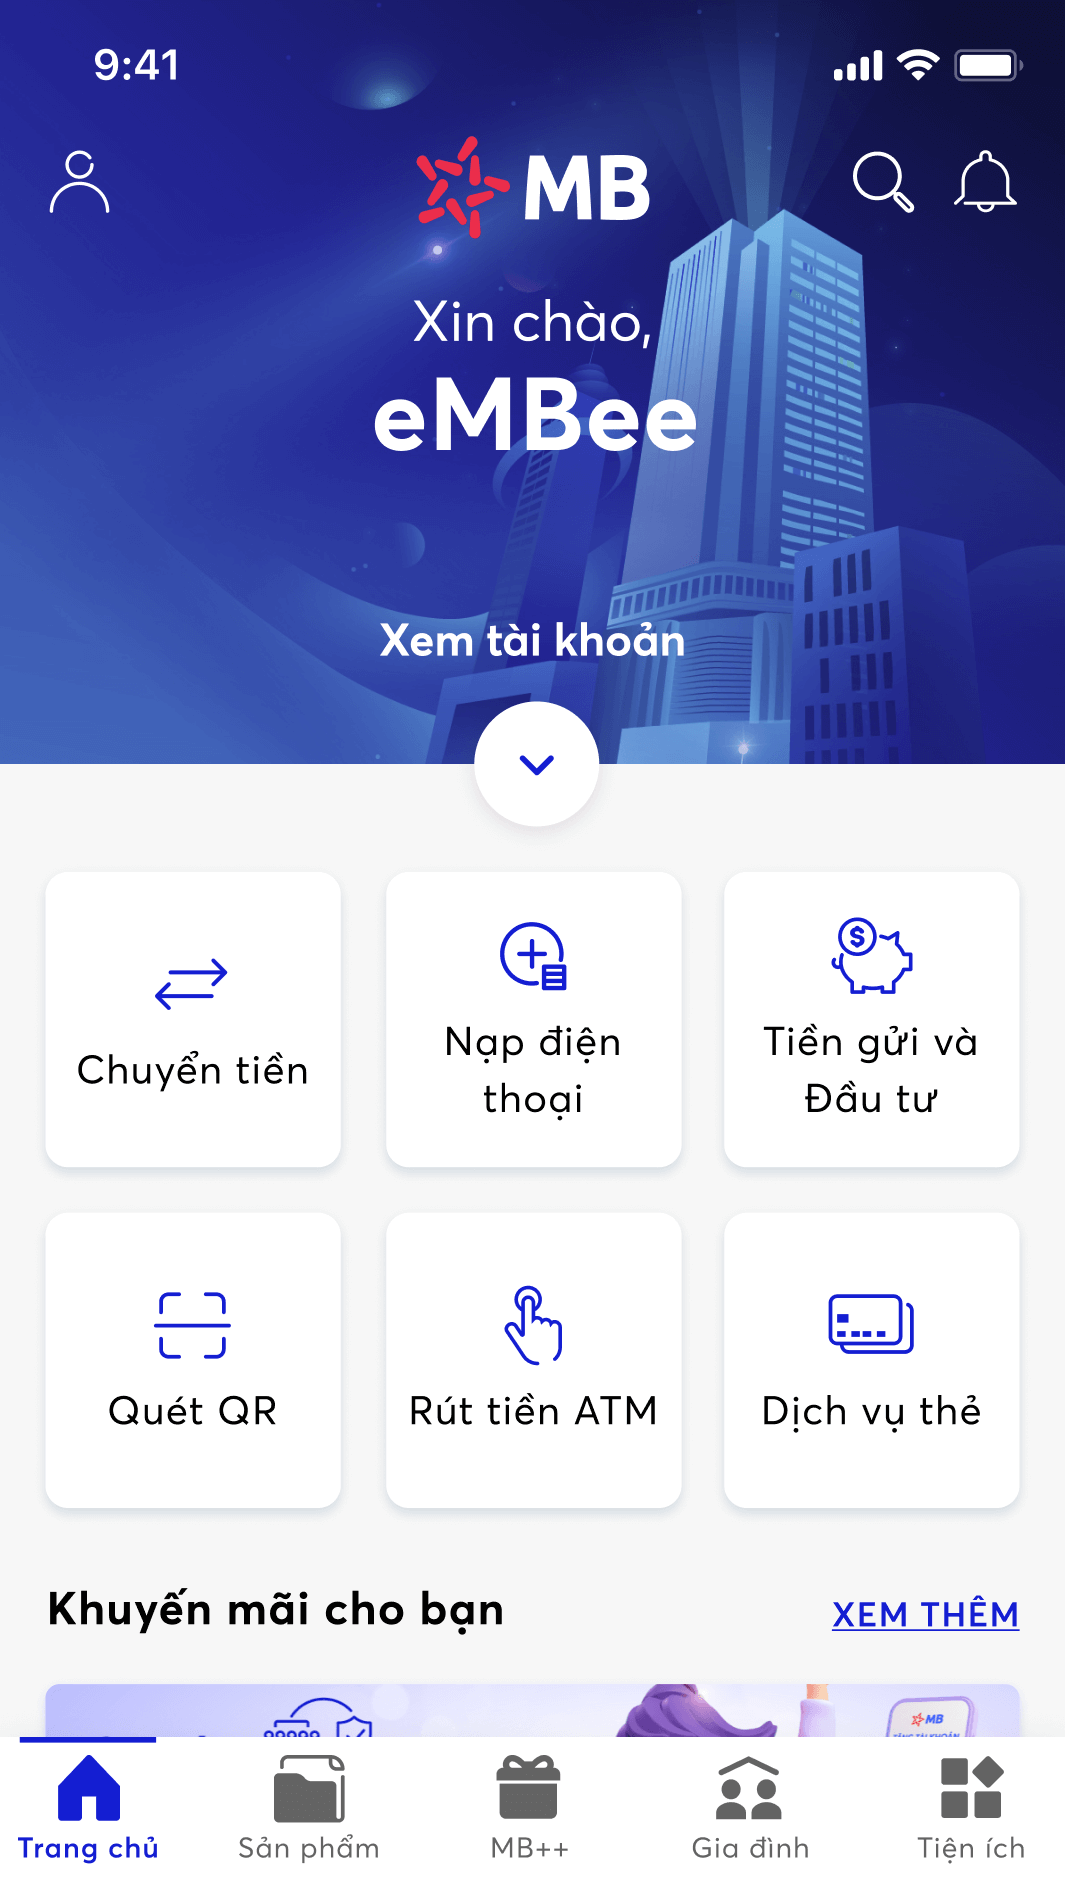 9:41
MB
Xin chào,
eMBee
Xem tài khoản
Chuyển tiền
Nạp điện
thoại
Tiền gửi và
Đầu tư
$
Quét QR
Rút tiền ATM
Dịch vụ thẻ
Khuyến mãi cho bạn
XEM THÊM
MB
Trang chủ
Sản phẩm
MB++
Gia đình
Tiện ích